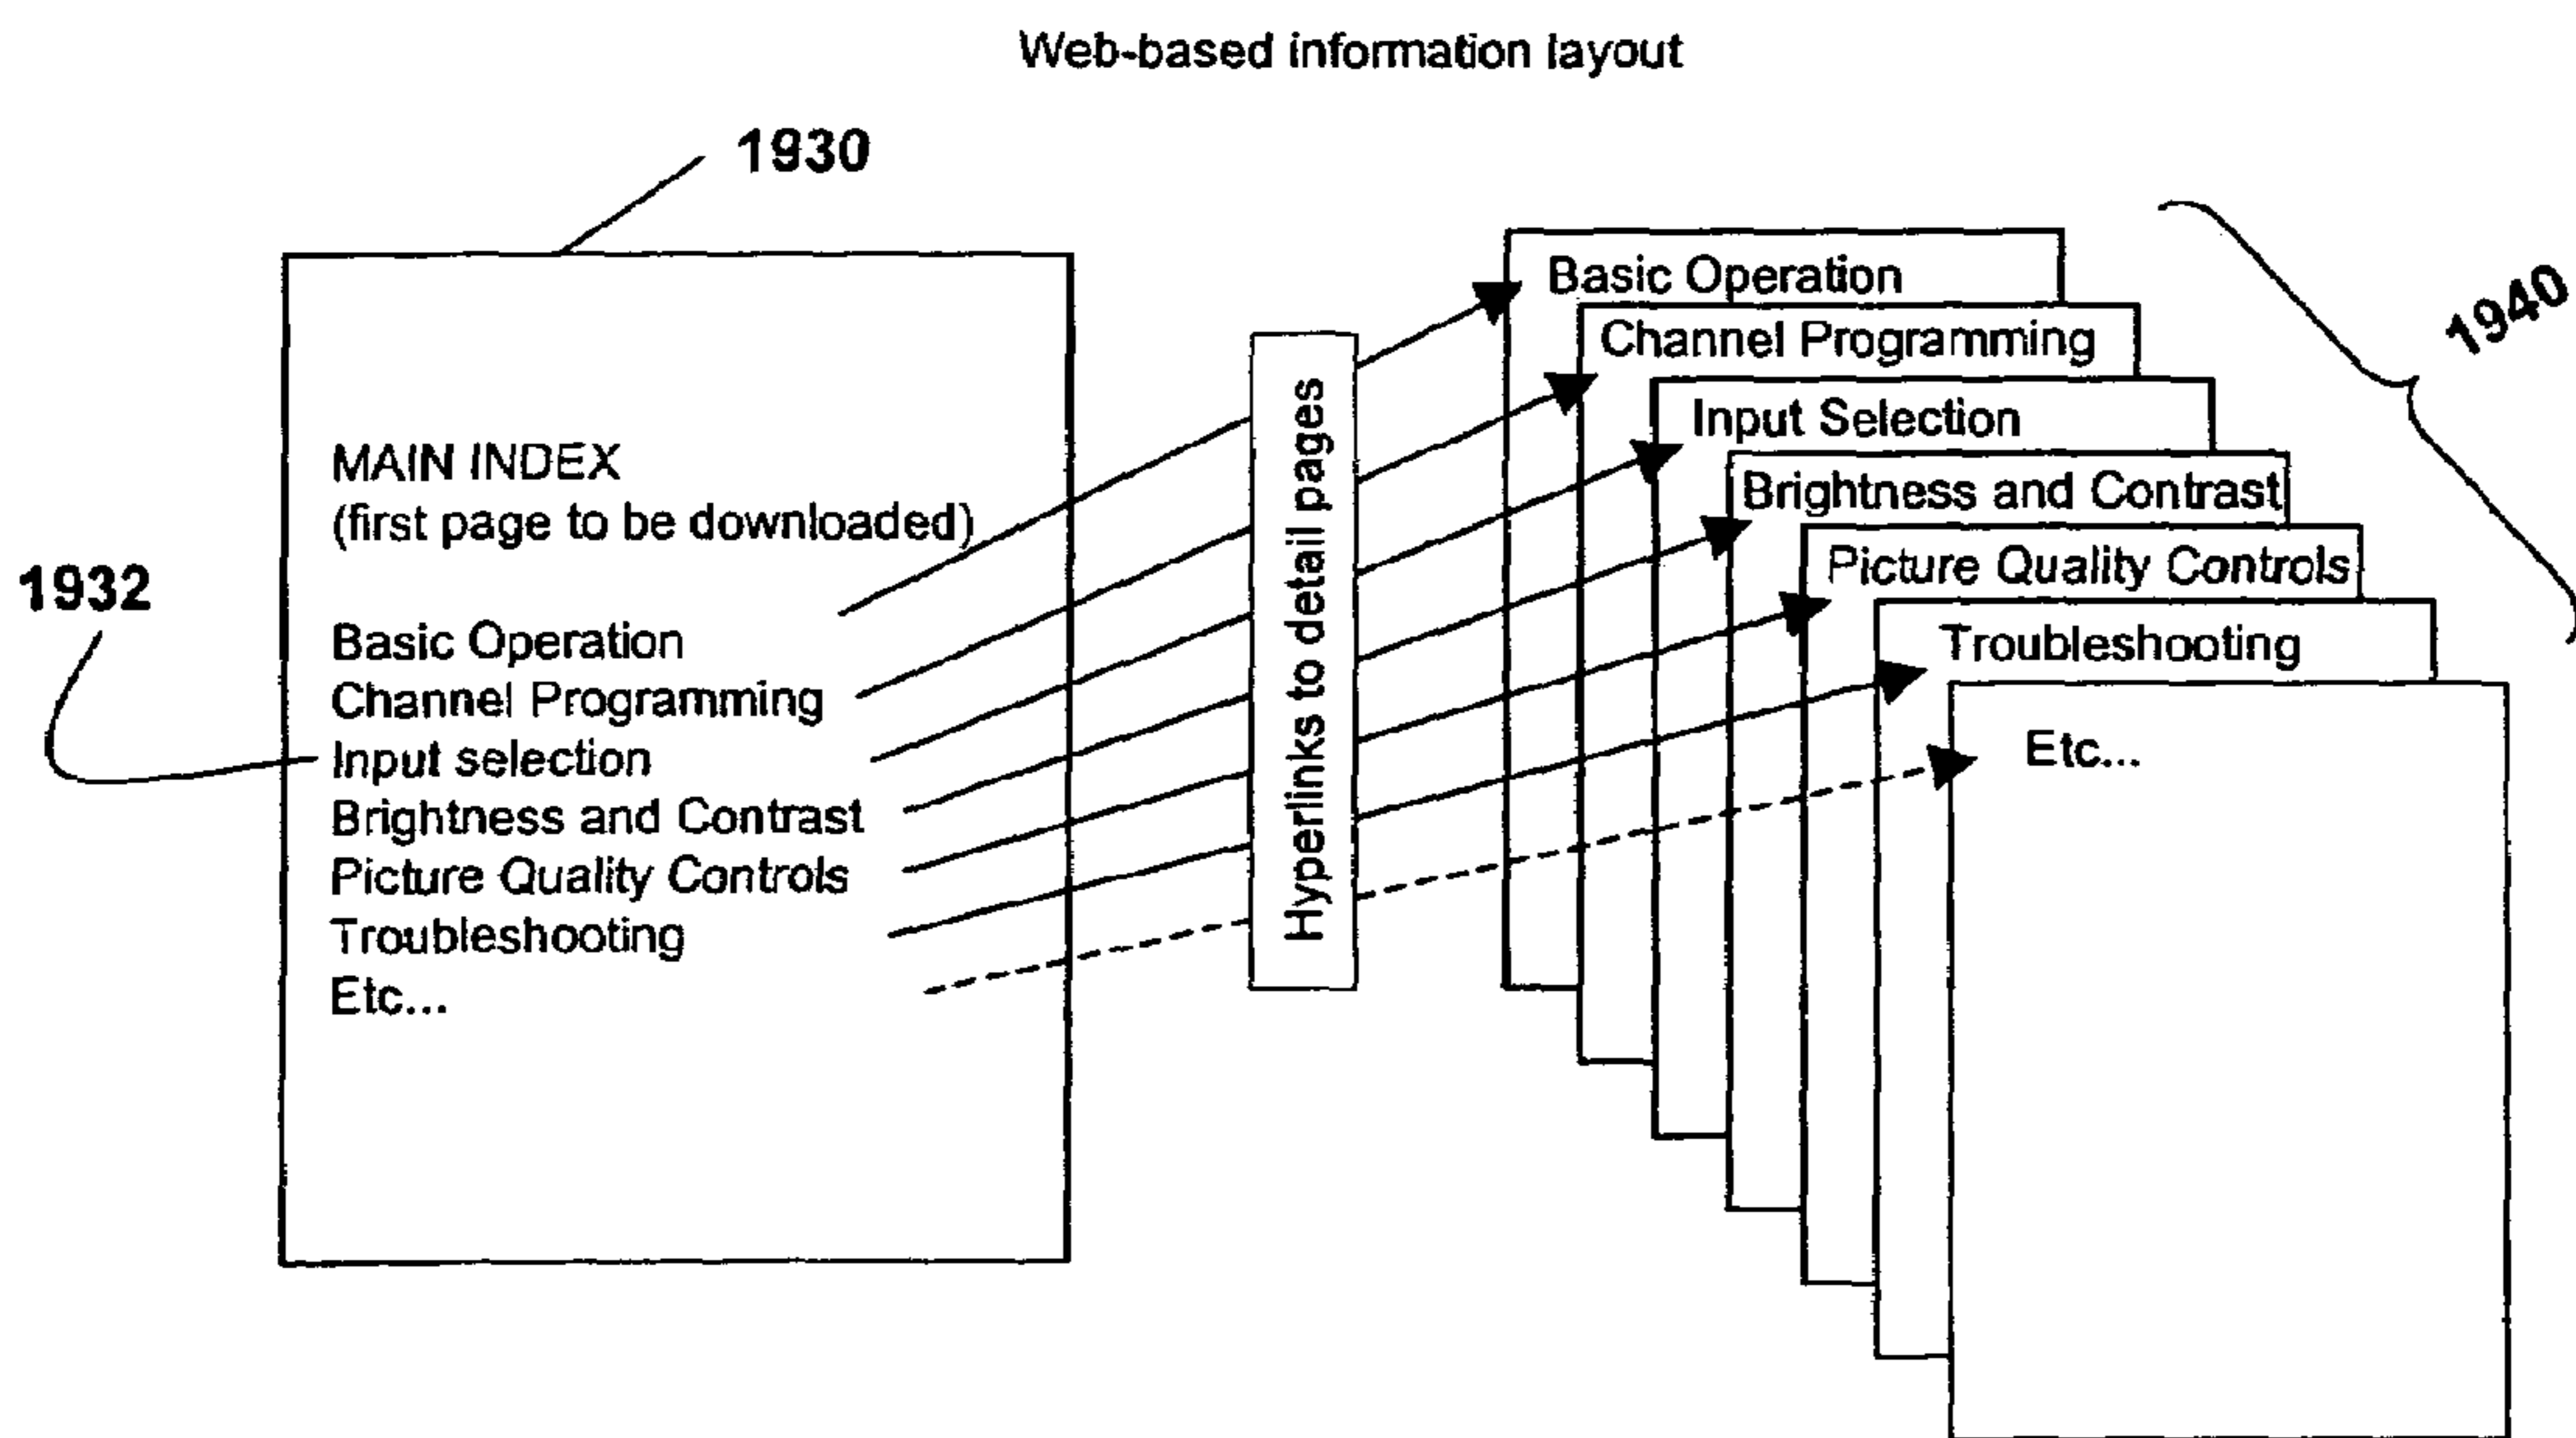 Web-based information layout
1930
MAIN INDEX
(first page to be downloaded)
1932
Basic Operation
Channel Programming
Input selection
Brightness and Contrast
Picture Quality Controls
Troubleshooting
Etc...
Hyperlinks to detail pages
Basic Operation
Channel Programming
Input Selection
Brightness and Contrast
Picture Quality Controls
Troubleshooting
Etc...
1940